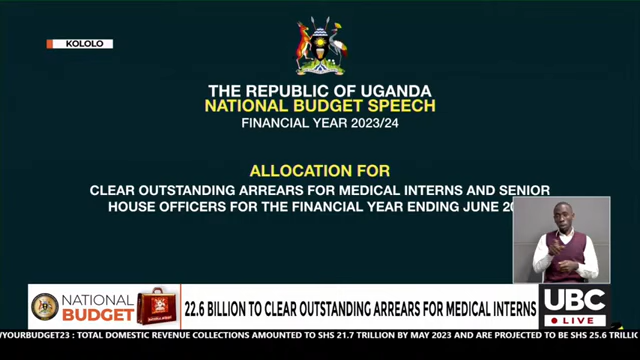 KOLOLO
THE REPUBLIC OF UGANDA
NATIONAL BUDGET SPEECH
FINANCIAL YEAR 2023/24
ALLOCATION FOR
CLEAR OUTSTANDING ARREARS FOR MEDICAL INTERNS AND SENIOR
HOUSE OFFICERS FOR THE FINANCIAL YEAR ENDING JUNE
NATIONAL
BUDGET
22.6 BILLION TO CLEAR OUTSTANDING ARREARS FOR MEDICAL INTERNS
UBC
LIVE
YOURBUDGET23 : TOTAL DOMESTIC REVENUE COLLECTIONS AMOUNTED TO SHS 21.7 TRILLION BY MAY 2023 AND ARE PROJECTED TO BE SHS 25.6 TRILL